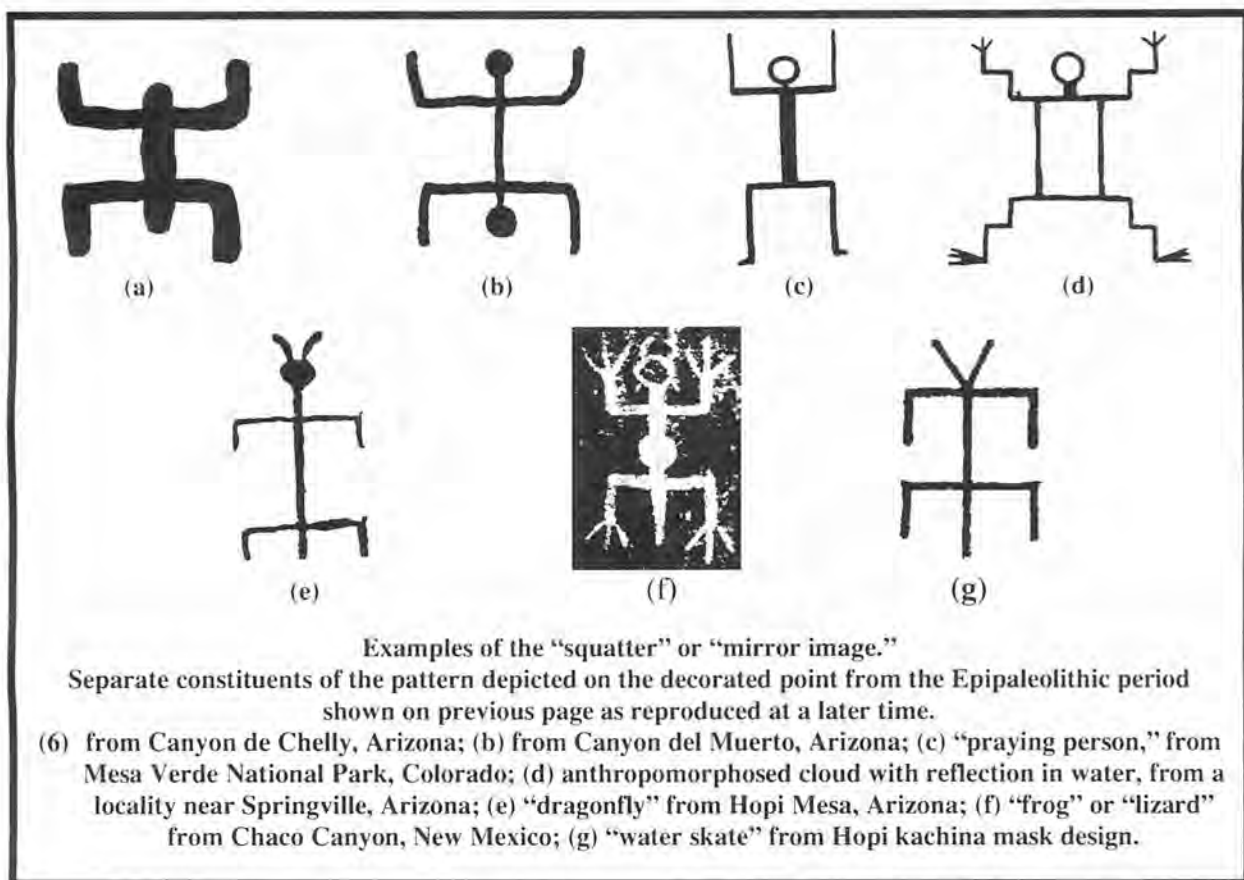 (a) (b) (c) (d)
(e) (f) (g)
Examples of the “squatter” or “mirror image.”
Separate constituents of the pattern depicted on the decorated point from the Epipaleolithic period
shown on previous page as reproduced at a later time.
(6) from Canyon de Chelly, Arizona; (b) from Canyon del Muerto, Arizona; (c) “praying person,” from
Mesa Verde National Park, Colorado; (d) anthropomorphosed cloud with reflection in water, from a
locality near Springville, Arizona; (e) “dragonfly” from Hopi Mesa, Arizona; (f) “frog” or “lizard”
from Chaco Canyon, New Mexico; (g) “water skate” from Hopi kachina mask design.